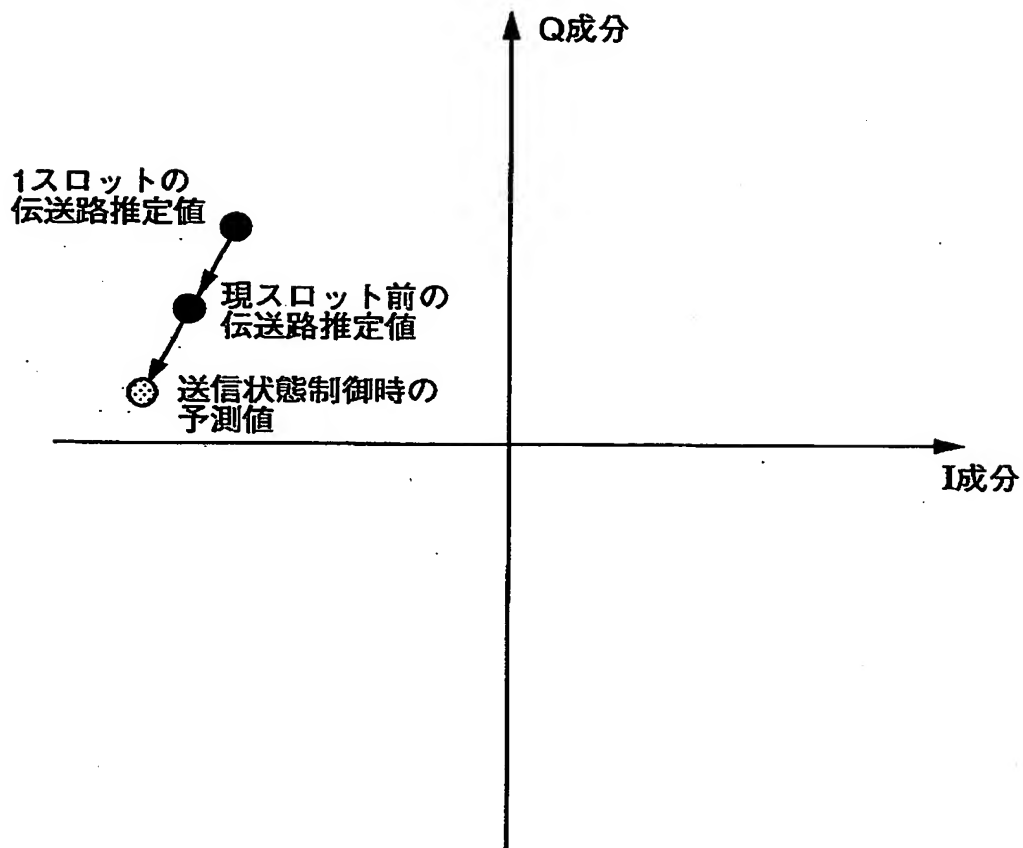 Q成分
1スロットの
伝送路推定値
現スロット前の
伝送路推定値
送信状態制御時の
予測値
I成分